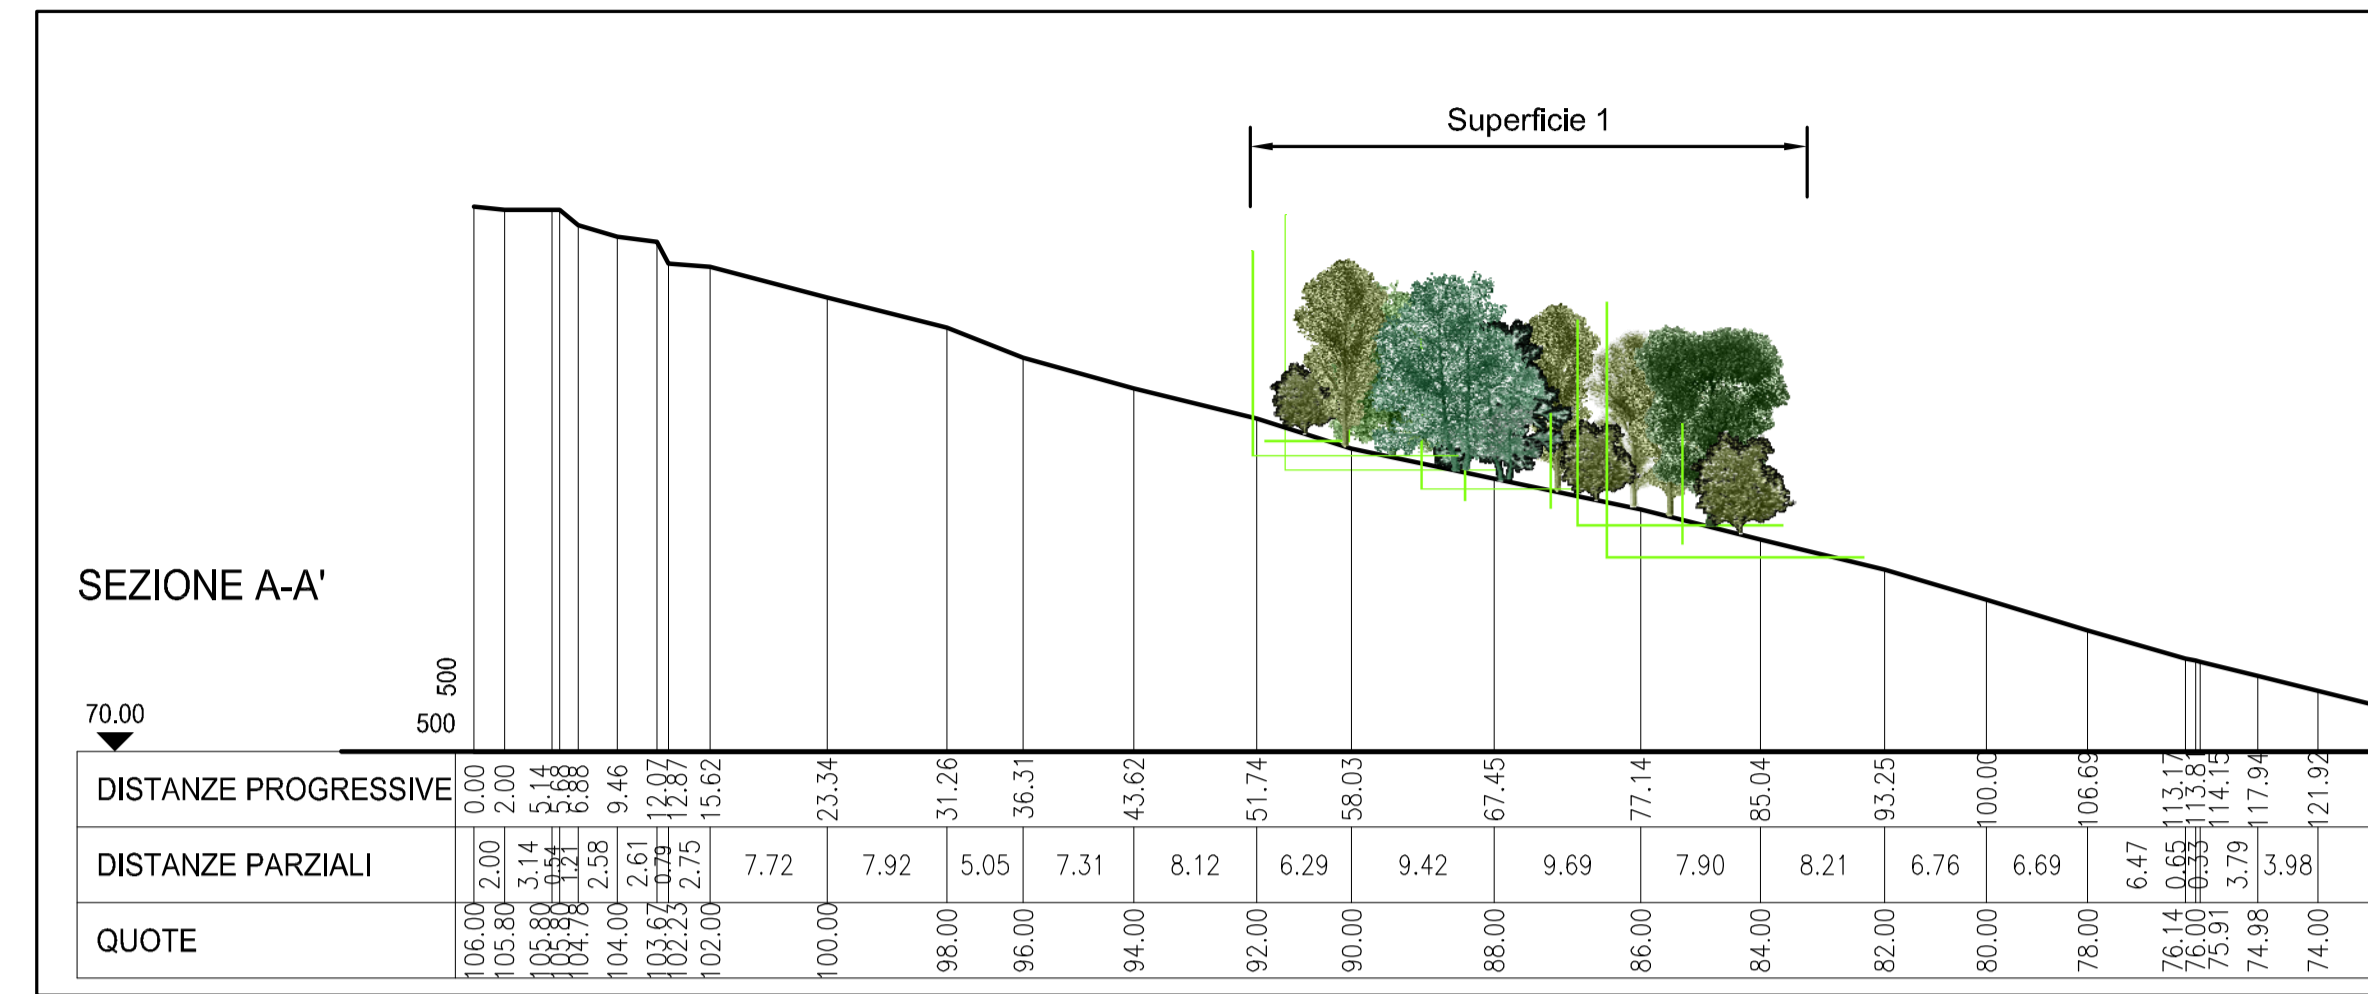 Superficie 1
SEZIONE A-A'
500
70.00
500
DISTANZE PROGRESSIVE 0.00 2.00 5.14 5.68 6.88 9.46 12.07 12.87 15.62 23.34 31.26 36.31 43.62 51.74 58.03 67.45 77.14 85.04 93.25 100.00 106.69 113.17 113.81 114.15 117.94 121.92
DISTANZE PARZIALI 2.00 3.14 0.54 1.21 2.58 2.61 0.79 2.75 7.72 7.92 5.05 7.31 8.12 6.29 9.42 9.69 7.90 8.21 6.76 6.69 6.47 0.65 0.33 3.79 3.98
QUOTE 106.00 105.80 105.80 105.80 104.78 104.00 103.67 102.23 102.00 100.00 98.00 96.00 94.00 92.00 90.00 88.00 86.00 84.00 82.00 80.00 78.00 76.14 76.00 75.91 74.98 74.00